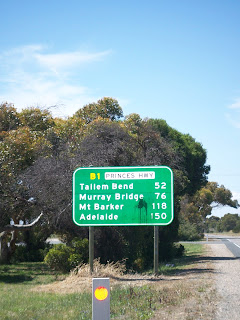 B1 PRINCES HWY
Tailem Bend 52
Murray Bridge 76
Mt Barker 118
Adelaide 150